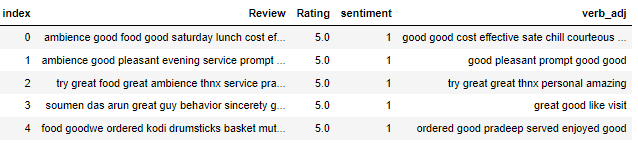 index Review Rating sentiment verb_adj
0 ambience good food good saturday lunch cost ef... 5.0 1 good good cost effective sate chill courteous ...
1 ambience good pleasant evening service prompt ... 5.0 1 good pleasant prompt good good
2 try great food great ambience thnx service pra... 5.0 1 try great great thnx personal amazing
3 soumen das arun great guy behavior sincerety g... 5.0 1 great good like visit
4 food goodwe ordered kodi drumsticks basket mut... 5.0 1 ordered good pradeep served enjoyed good